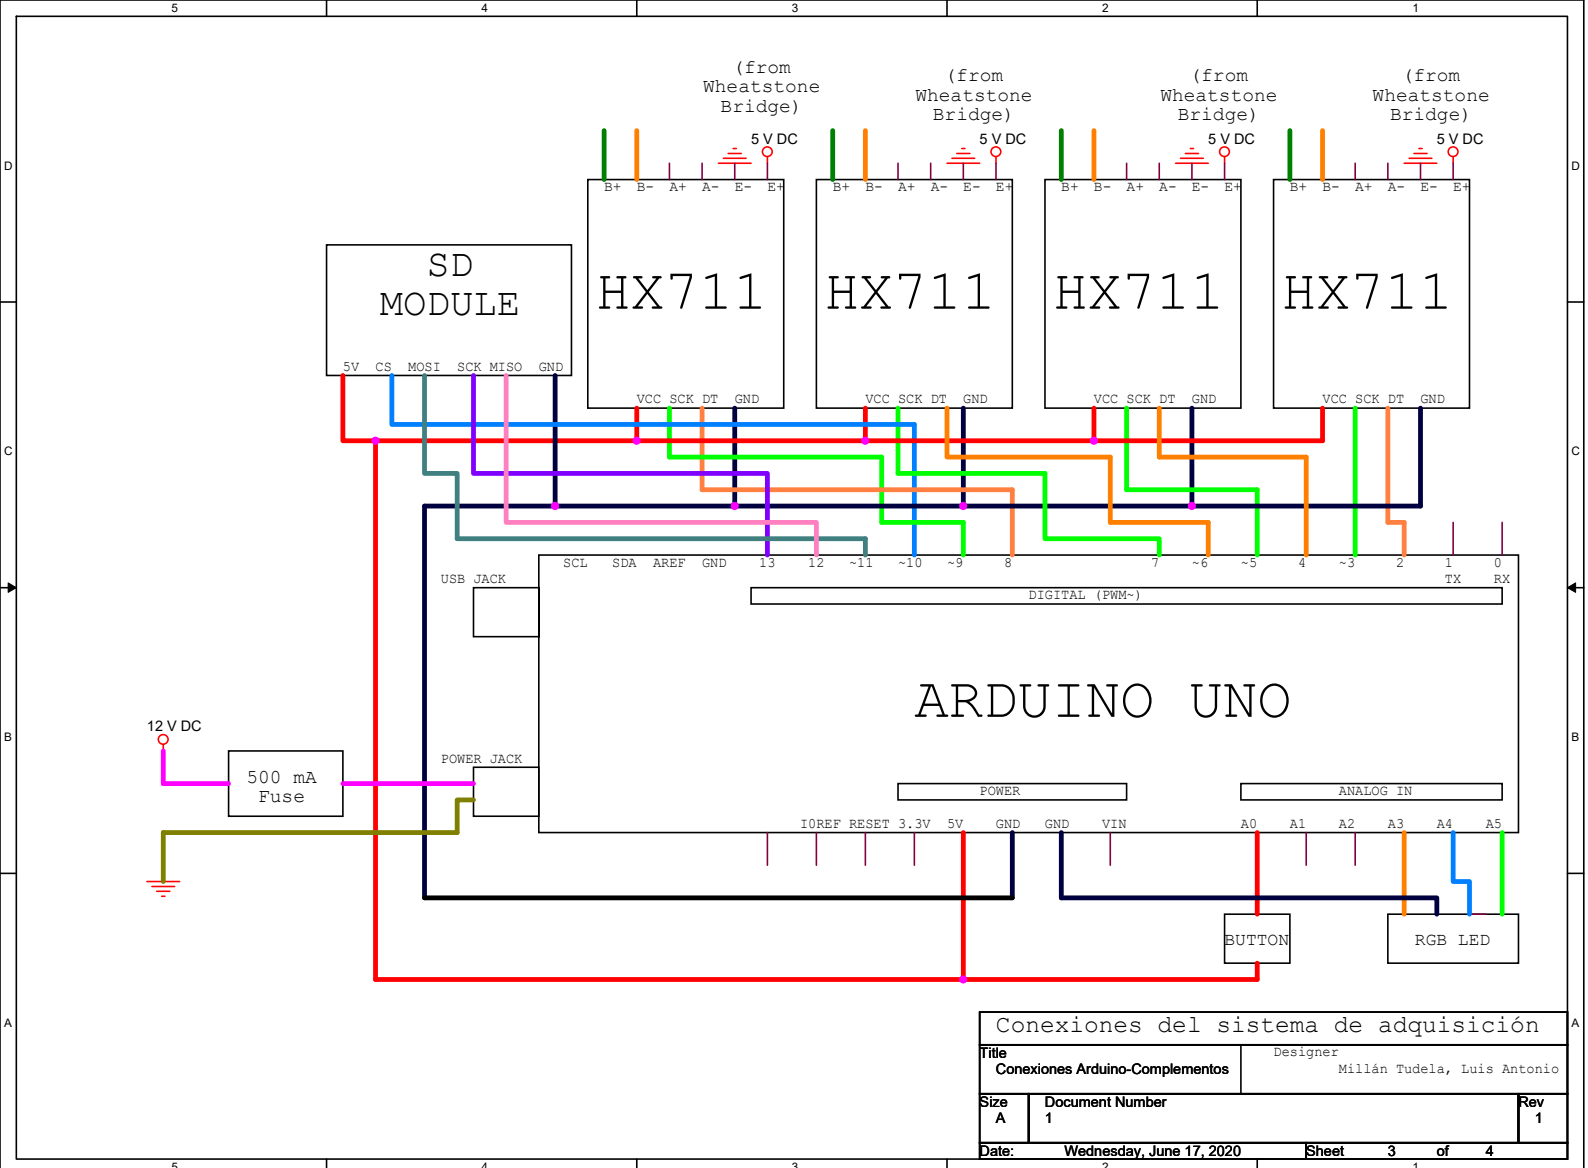 5 4 3 2 1
D D
C C
B B
A A
(from
Wheatstone
Bridge)
5 V DC
(from
Wheatstone
Bridge)
5 V DC
(from
Wheatstone
Bridge)
5 V DC
(from
Wheatstone
Bridge)
5 V DC
B+ B- A+ A- E- E+
B+ B- A+ A- E- E+
B+ B- A+ A- E- E+
B+ B- A+ A- E- E+
SD
MODULE
5V CS MOSI SCK MISO GND
HX711
VCC SCK DT GND
HX711
VCC SCK DT GND
HX711
VCC SCK DT GND
HX711
VCC SCK DT GND
SCL SDA AREF GND 13 12 ~11 ~10 ~9 8 7 ~6 ~5 4 ~3 2 1 0
TX RX
USB JACK
DIGITAL (PWM~)
ARDUINO UNO
12 V DC
500 mA
Fuse
POWER JACK
POWER
ANALOG IN
I0REF RESET 3.3V 5V GND GND VIN A0 A1 A2 A3 A4 A5
BUTTON
RGB LED
Conexiones del sistema de adquisición
Title
Conexiones Arduino-Complementos
Designer
Millán Tudela, Luis Antonio
Size
A
Document Number
1
Rev
1
Date: Wednesday, June 17, 2020 Sheet 3 of 4
5 4 3 2 1